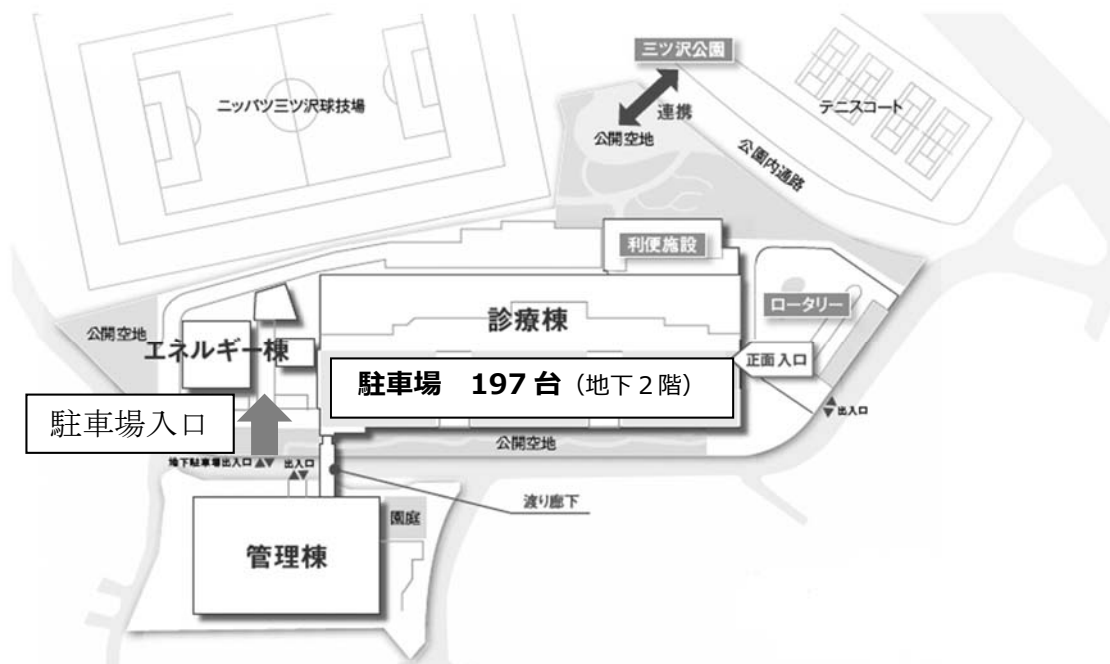 三ツ沢公園
ニッパツ三ツ沢球技場
テニスコート
連携
公開空地
公園内通路
利便施設
ロータリー
診療棟
公開空地
エネルギー棟
正面入口
駐車場 197台（地下2階）
駐車場入口
出入口
公開空地
地下駐車場出入口
出入口
渡り廊下
園庭
管理棟